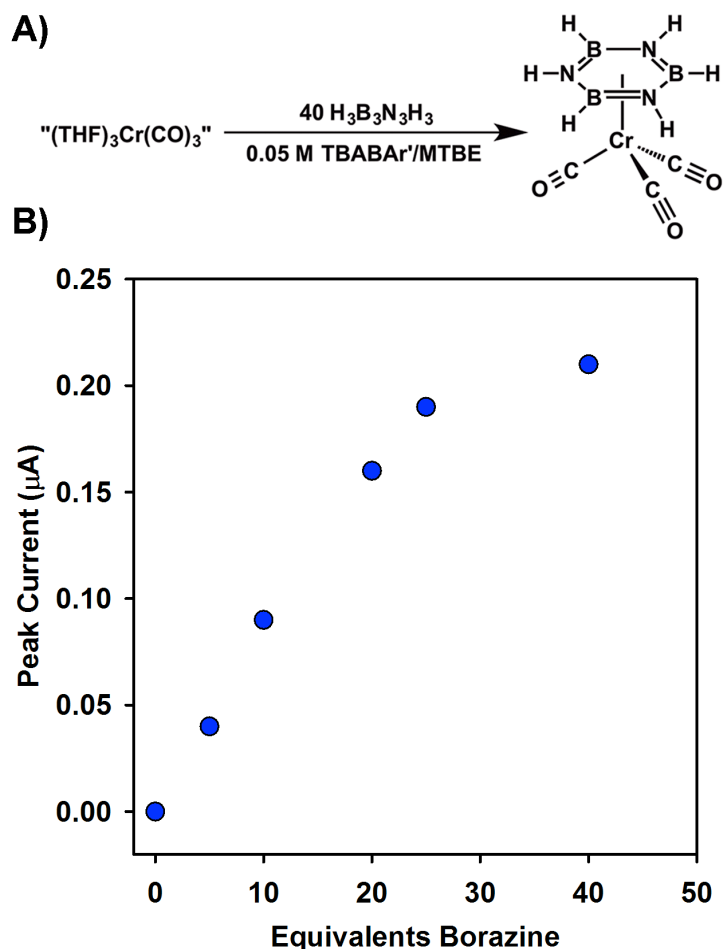 A)
"(THF)₃Cr(CO)₃"
40 H₃B₃N₃H₃
0.05 M TBABAr'/MTBE
H H
B N
H N B H
B N
H H
Cr
O C C O
C
O
B)
0.25
0.20
0.15
0.10
0.05
0.00
Peak Current (μA)
0 10 20 30 40 50
Equivalents Borazine